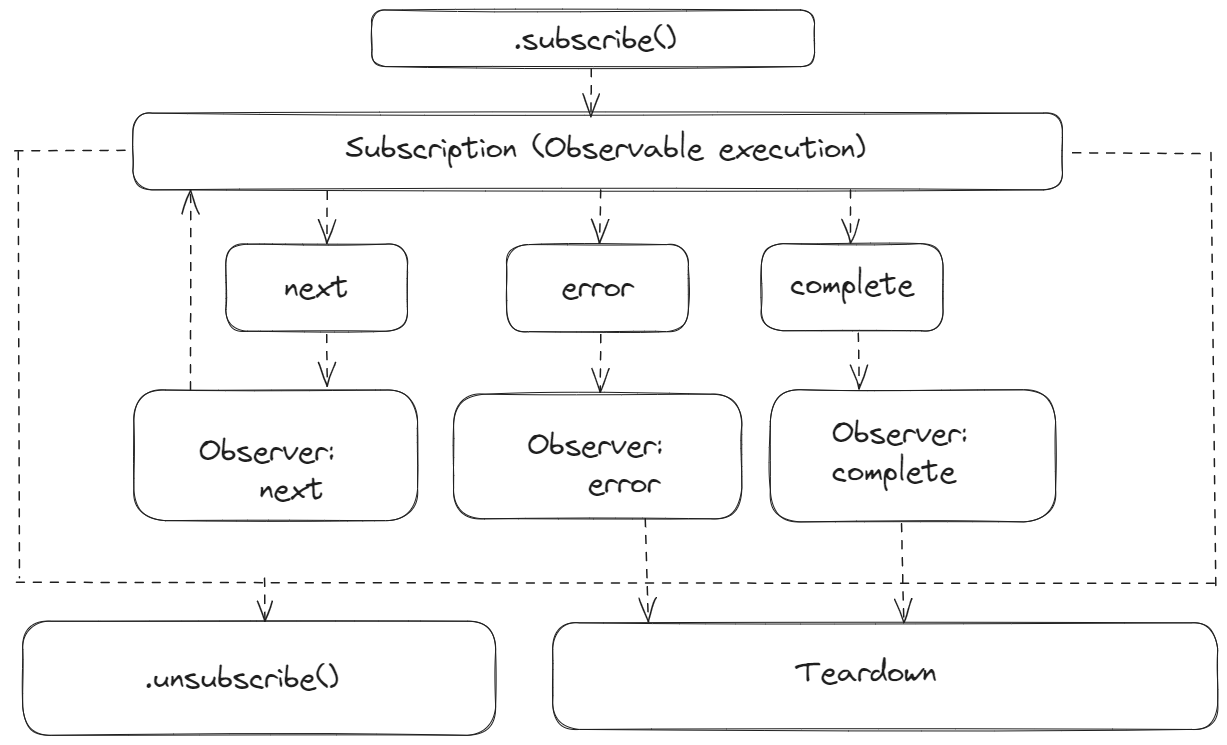 .subscribe()
Subscription (Observable execution)
next
error
complete
Observer:
next
Observer:
error
Observer:
complete
.unsubscribe()
Teardown